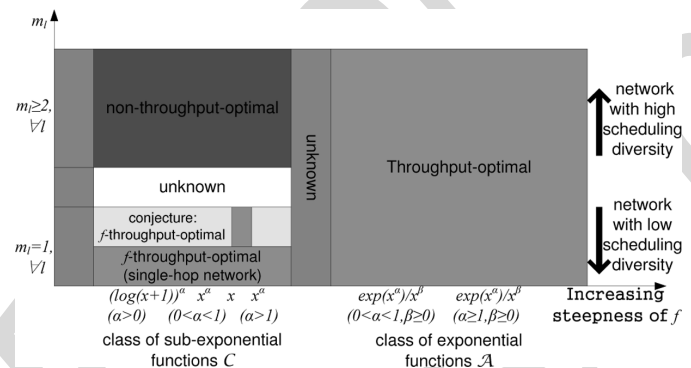 m_l
m_l≥2,
∀l
non-throughput-optimal
unknown
conjecture:
f-throughput-optimal
m_l=1,
∀l
f-throughput-optimal
(single-hop network)
unknown
Throughput-optimal
network
with high
scheduling
diversity
network
with low
scheduling
diversity
(log(x+1))^α x^α x x^α
(α>0) (0<α<1) (α>1)
class of sub-exponential
functions C
exp(x^α)/x^β exp(x^α)/x^β
(0<α<1,β≥0) (α≥1,β≥0)
class of exponential
functions 𝒜
Increasing
steepness of f